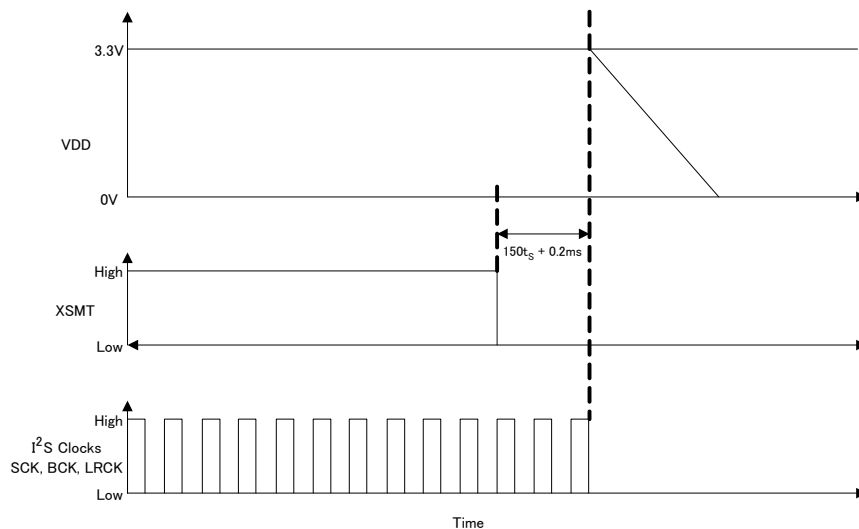 3.3V
VDD
0V
150tS + 0.2ms
High
XSMT
Low
High
I2S Clocks
SCK, BCK, LRCK
Low
Time